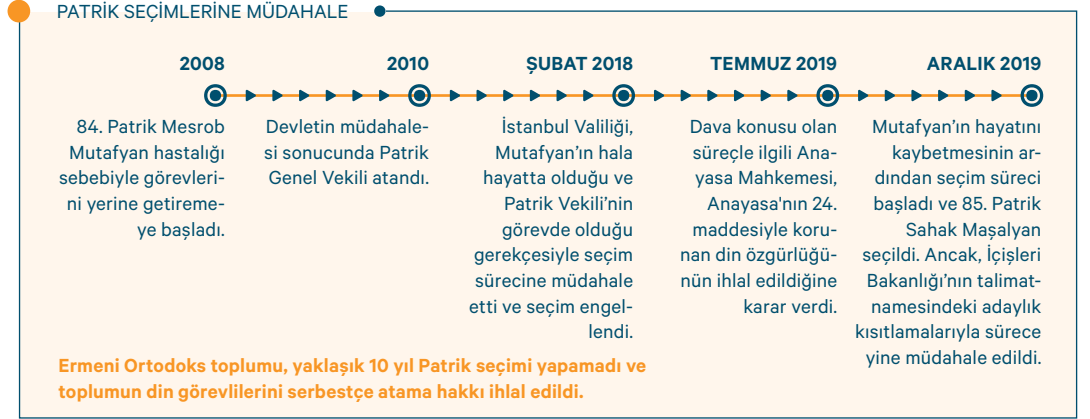 PATRİK SEÇİMLERİNE MÜDAHALE
2008
84. Patrik Mesrob
Mutafyan hastalığı
sebebiyle görevleri-
ni yerine getireme-
ye başladı.
2010
Devletin müdahale-
si sonucunda Patrik
Genel Vekili atandı.
ŞUBAT 2018
İstanbul Valiliği,
Mutafyan’ın hala
hayatta olduğu ve
Patrik Vekili’nin
görevde olduğu
gerekçesiyle seçim
sürecine müdahale
etti ve seçim engel-
lendi.
TEMMUZ 2019
Dava konusu olan
süreçle ilgili Ana-
yasa Mahkemesi,
Anayasa'nın 24.
maddesiyle koru-
nan din özgürlüğü-
nün ihlal edildiğine
karar verdi.
ARALIK 2019
Mutafyan’ın hayatını
kaybetmesinin ar-
dından seçim süreci
başladı ve 85. Patrik
Sahak Maşalyan
seçildi. Ancak, İçişleri
Bakanlığı’nın talimat-
namesindeki adaylık
kısıtlamalarıyla sürece
yine müdahale edildi.
Ermeni Ortodoks toplumu, yaklaşık 10 yıl Patrik seçimi yapamadı ve
toplumun din görevlilerini serbestçe atama hakkı ihlal edildi.